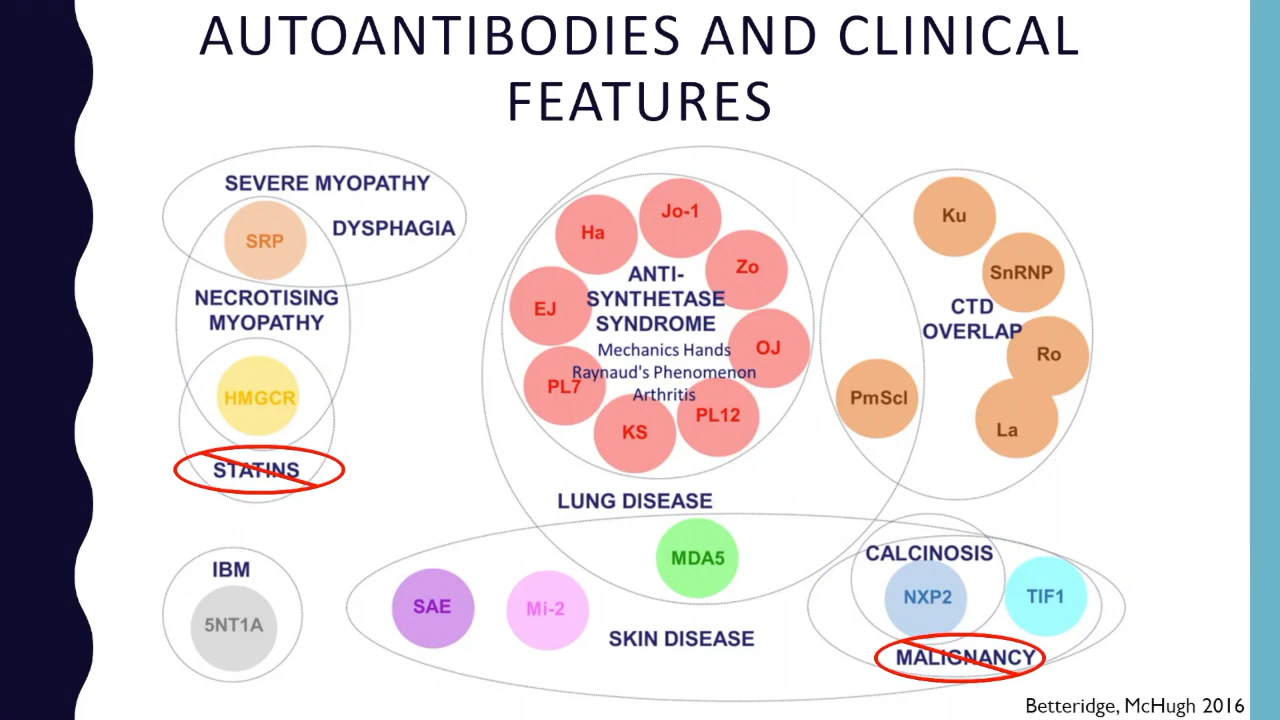 AUTOANTIBODIES AND CLINICAL
FEATURES
SEVERE MYOPATHY
DYSPHAGIA
SRP
NECROTISING
MYOPATHY
HMGCR
STATINS
IBM
5NT1A
Jo-1
Ha
Zo
EJ
ANTI-
SYNTHETASE
SYNDROME
Mechanics Hands
Raynaud's Phenomenon
Arthritis
OJ
PL7
PL12
KS
LUNG DISEASE
Ku
SnRNP
CTD
OVERLAP
Ro
PmScl
La
MDA5
SAE
Mi-2
SKIN DISEASE
CALCINOSIS
NXP2
TIF1
MALIGNANCY
Betteridge, McHugh 2016